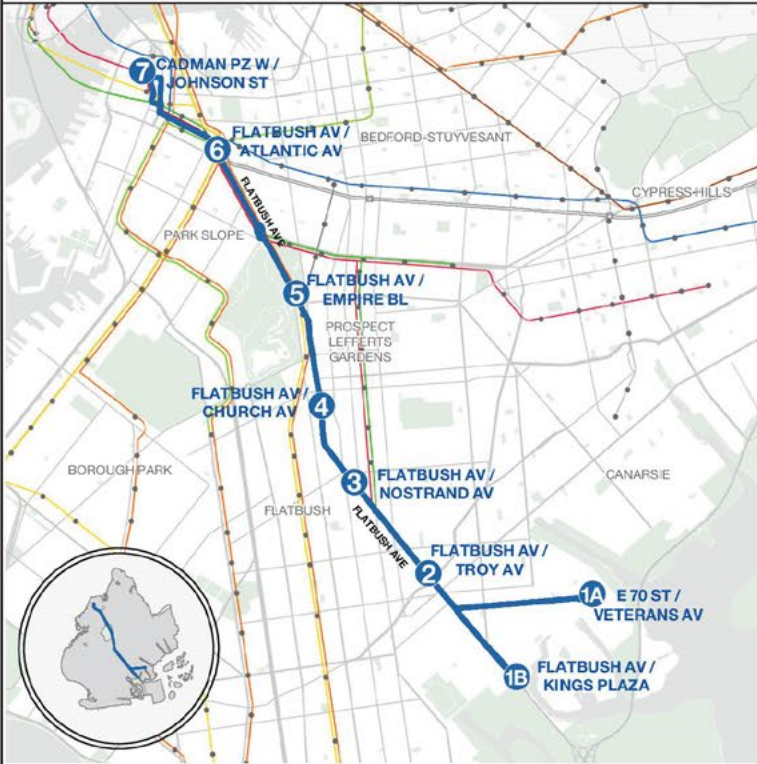 7
CADMAN PZ W /
JOHNSON ST
6
FLATBUSH AV /
ATLANTIC AV
BEDFORD-STUYVESANT
CYPRESS HILLS
FLATBUSH AVE
PARK SLOPE
5
FLATBUSH AV /
EMPIRE BL
PROSPECT
LEFFERTS
GARDENS
FLATBUSH AV /
CHURCH AV
4
BOROUGH PARK
3
FLATBUSH AV /
NOSTRAND AV
CANARSIE
FLATBUSH
FLATBUSH AVE
2
FLATBUSH AV /
TROY AV
1A
E 70 ST /
VETERANS AV
1B
FLATBUSH AV /
KINGS PLAZA